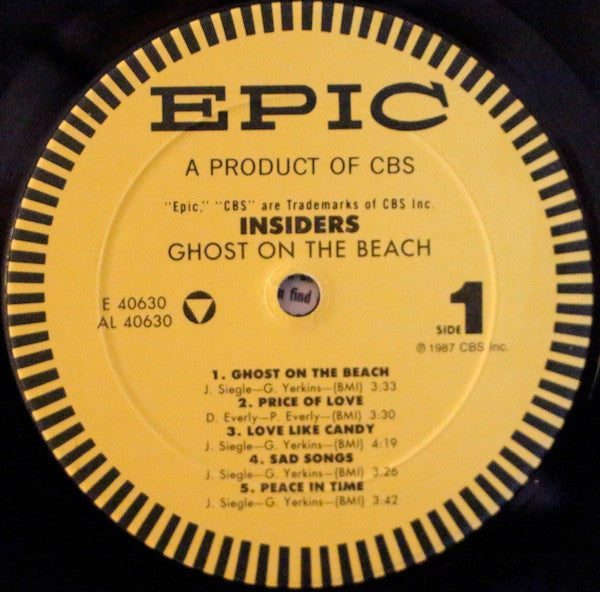 EPIC
A PRODUCT OF CBS
"Epic," "CBS" are Trademarks of CBS Inc.
INSIDERS
GHOST ON THE BEACH
E 40630
AL 40630
find
SIDE 1
℗ 1987 CBS Inc.
1. GHOST ON THE BEACH
J. Siegle—G. Yerkins—(BMI) 3:33
2. PRICE OF LOVE
D. Everly—P. Everly—(BMI) 3:30
3. LOVE LIKE CANDY
J. Siegle—G. Yerkins—(BMI) 4:19
4. SAD SONGS
J. Siegle—G. Yerkins—(BMI) 3:26
5. PEACE IN TIME
J. Siegle—G. Yerkins—(BMI) 3:42